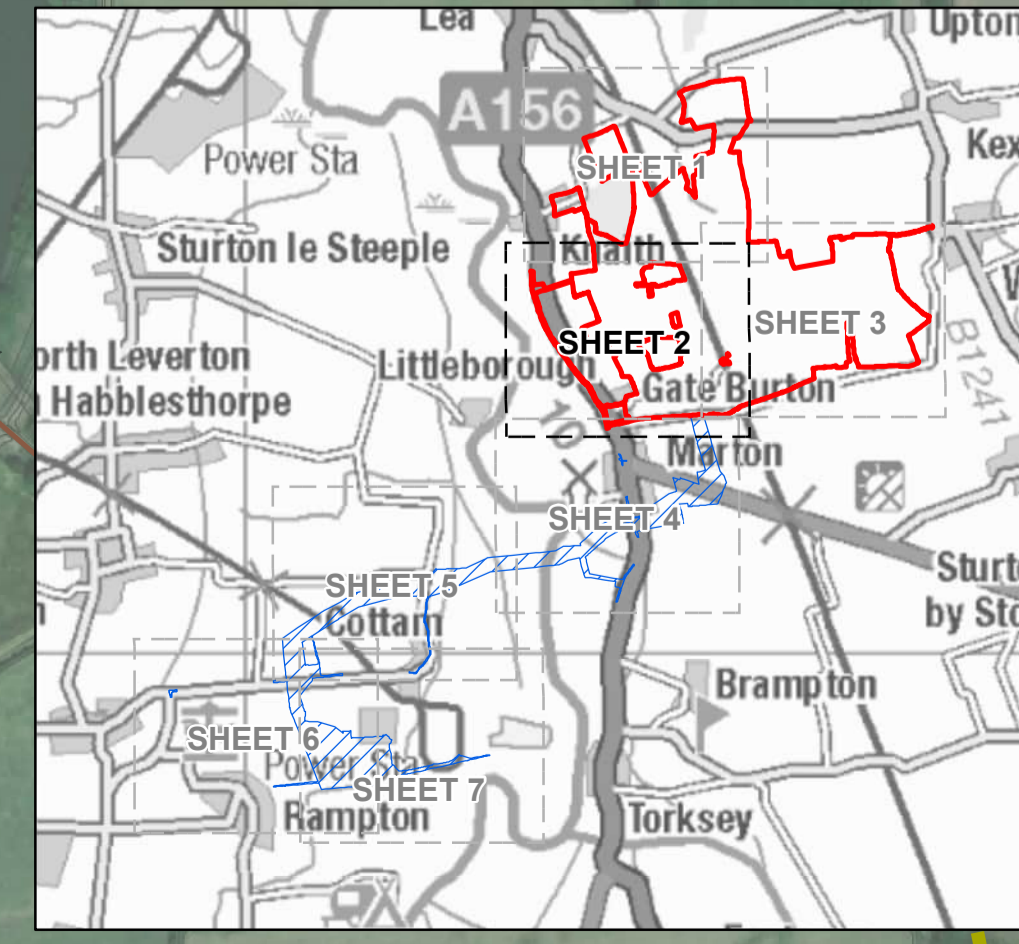 Lea
Upton
A156
Kex
Power Sta
SHEET 1
Sturton le Steeple
Knaith
SHEET 2
SHEET 3
B1241
orth Leverton
Habblesthorpe
Littleborough
Gate Burton
10
Marton
SHEET 4
Sturt
by Sto
SHEET 5
Cottam
Brampton
SHEET 6
Power Sta
SHEET 7
Rampton
Torksey